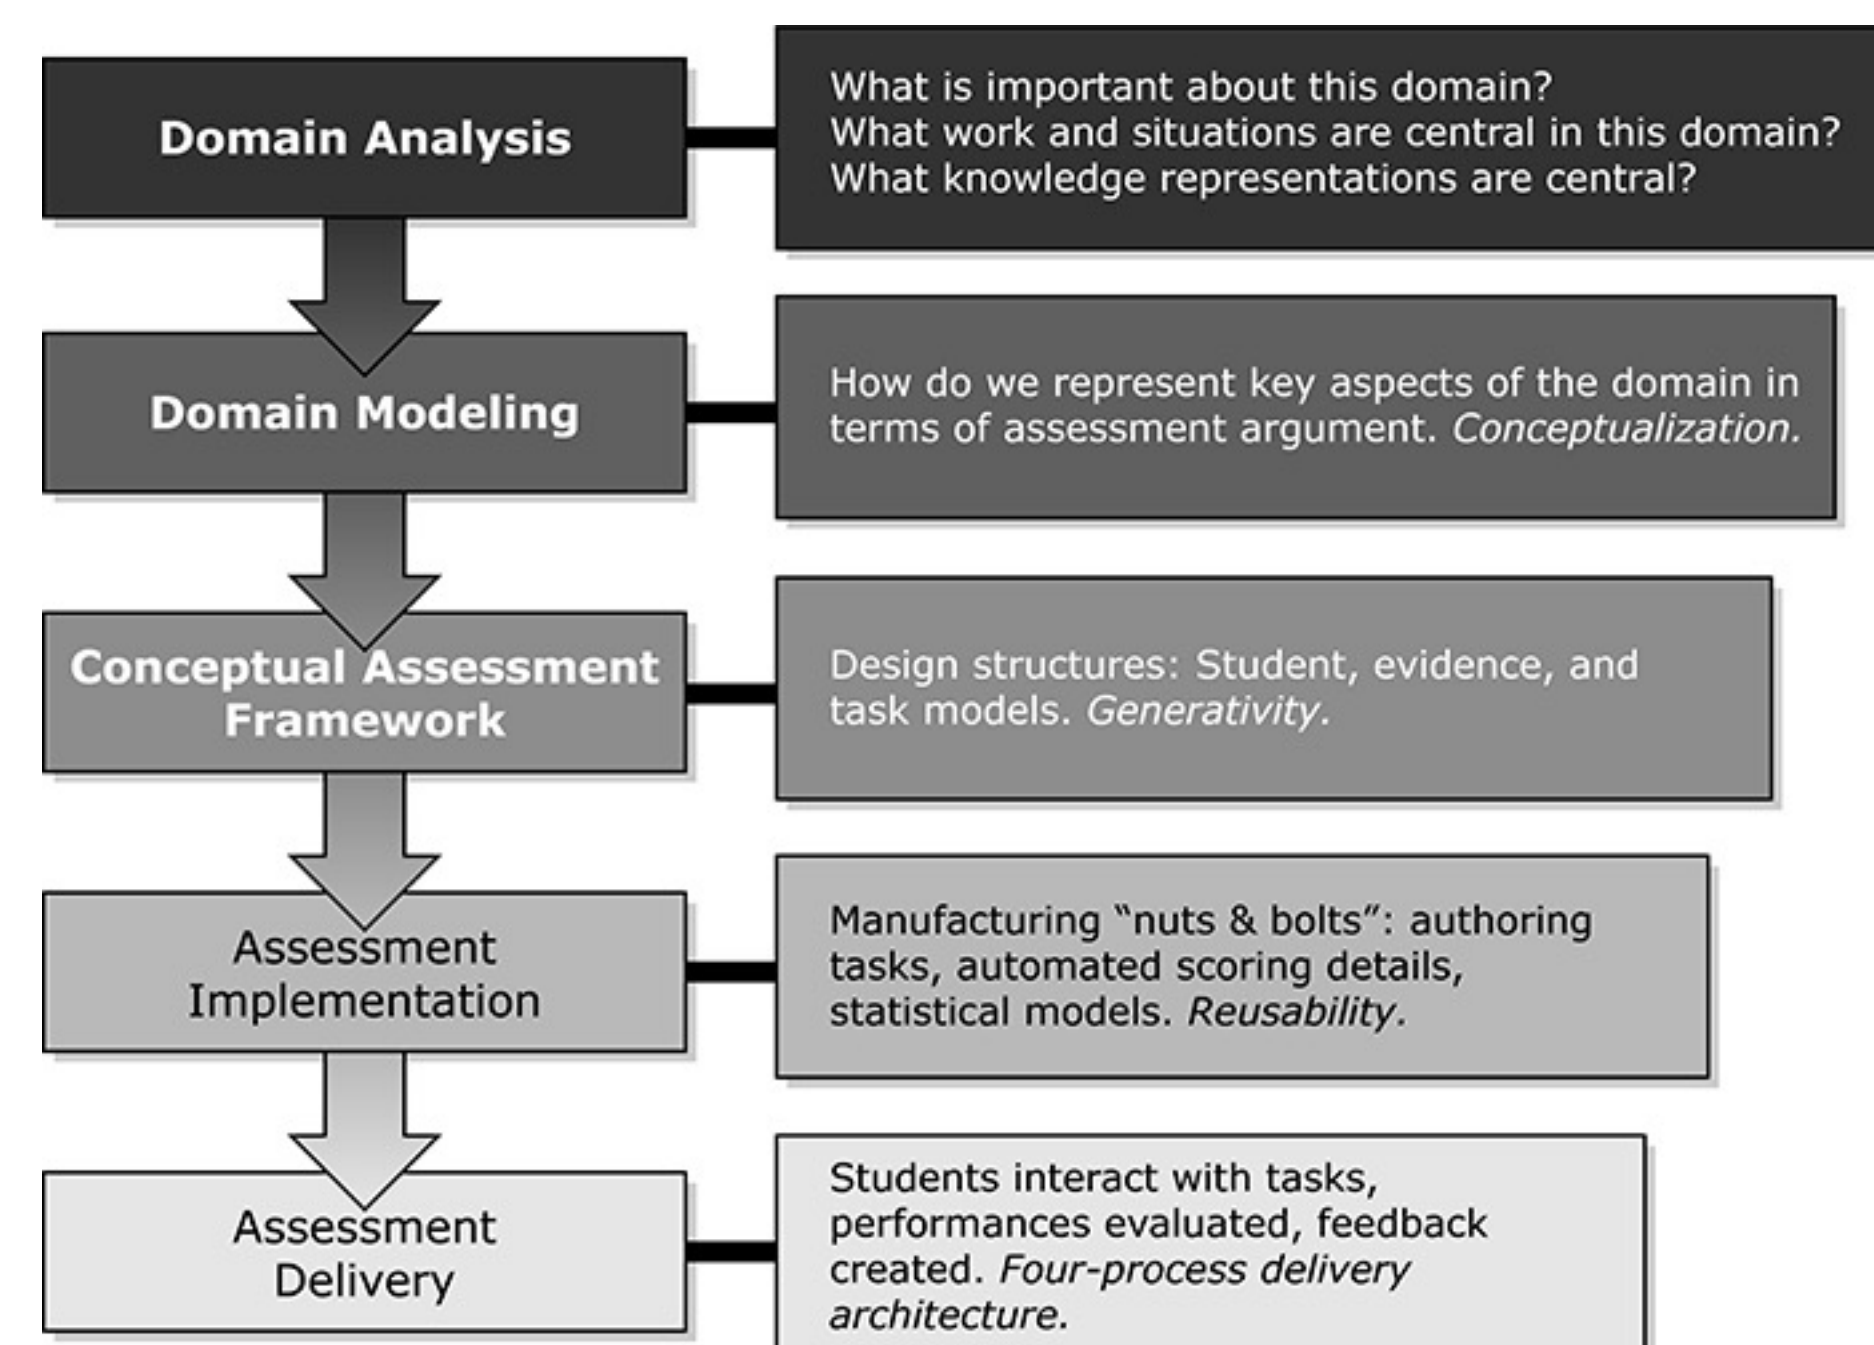 Domain Analysis
What is important about this domain?
What work and situations are central in this domain?
What knowledge representations are central?
Domain Modeling
How do we represent key aspects of the domain in
terms of assessment argument. Conceptualization.
Conceptual Assessment
Framework
Design structures: Student, evidence, and
task models. Generativity.
Assessment
Implementation
Manufacturing “nuts & bolts”: authoring
tasks, automated scoring details,
statistical models. Reusability.
Assessment
Delivery
Students interact with tasks,
performances evaluated, feedback
created. Four-process delivery
architecture.